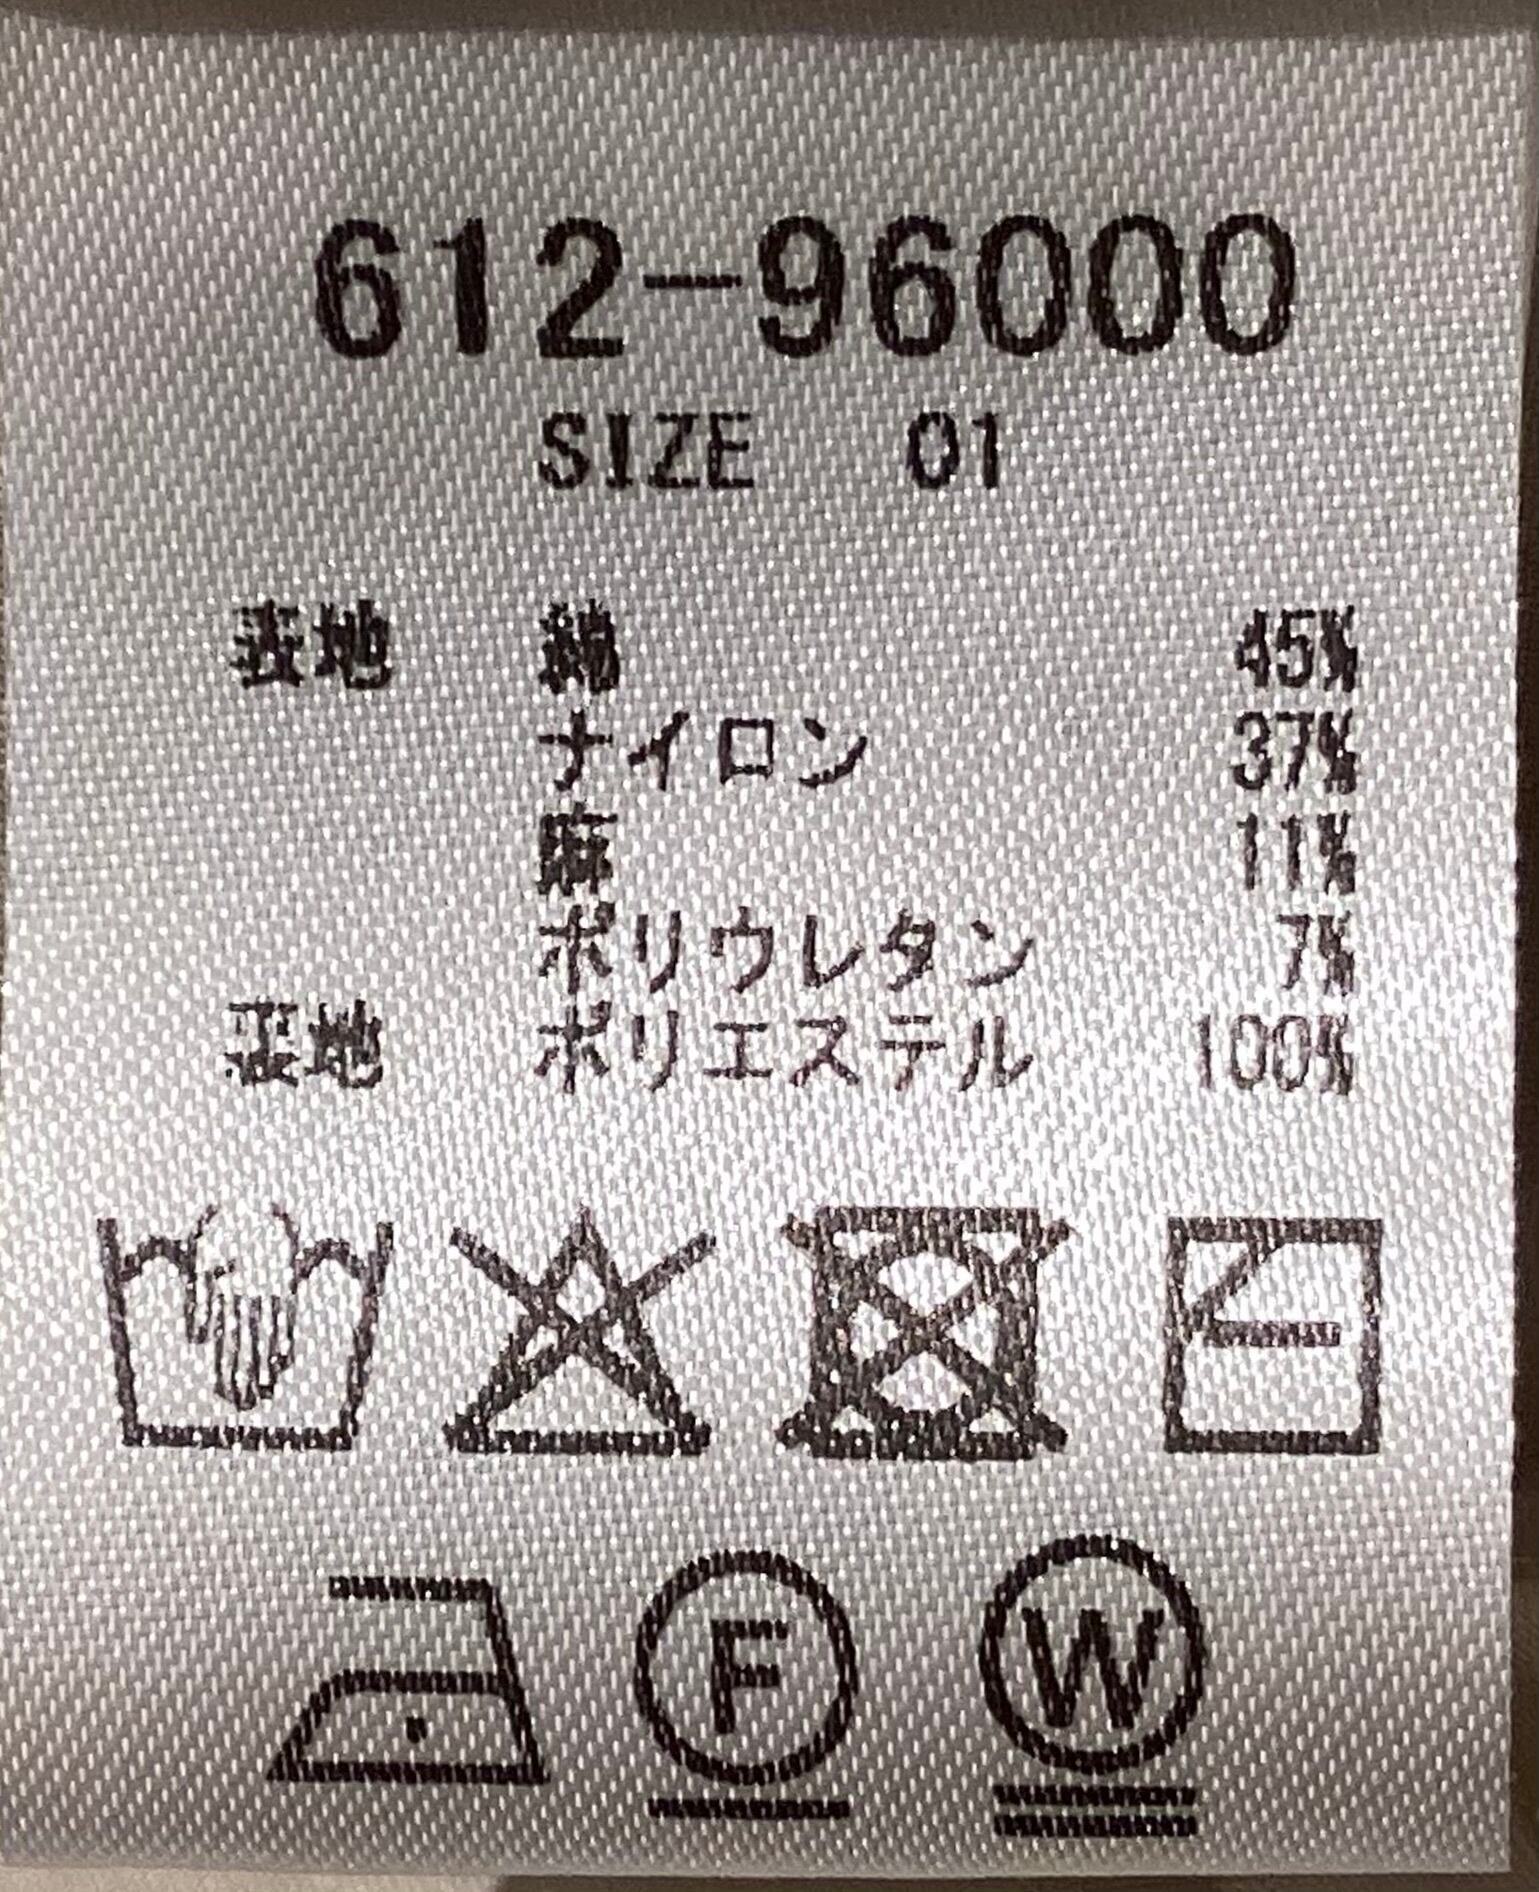 612-96000
SIZE 01
表地 綿 45%
ナイロン 37%
麻 11%
ポリウレタン 7%
裏地 ポリエステル 100%
F W